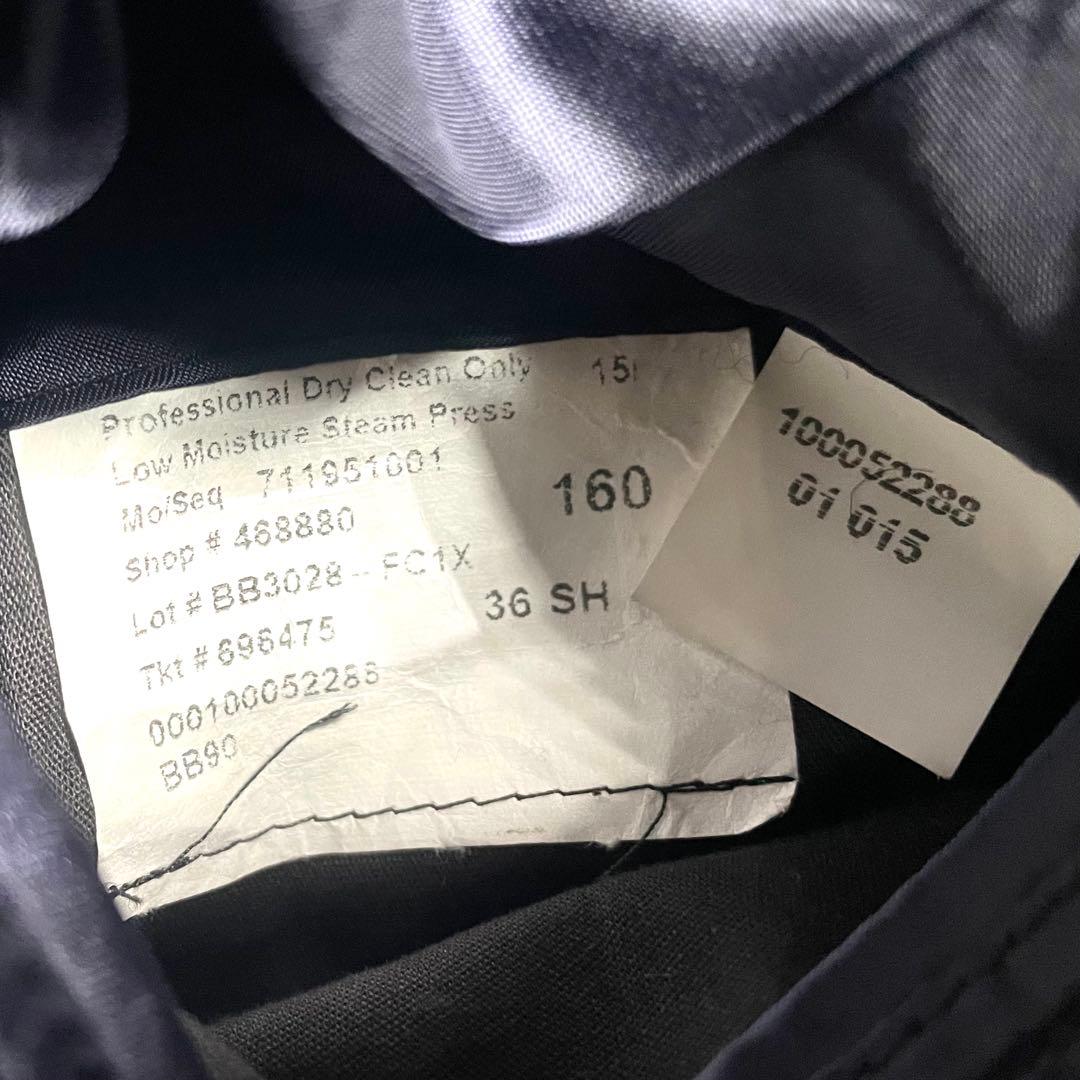 Professional Dry Clean Only
Low Moisture Steam Press
Mo/Seq 711951001
Shop # 468880
Lot # BB3028 - FC1X
Tkt # 696475
000100052288
BB90
160
36 SH
100052288
01 015